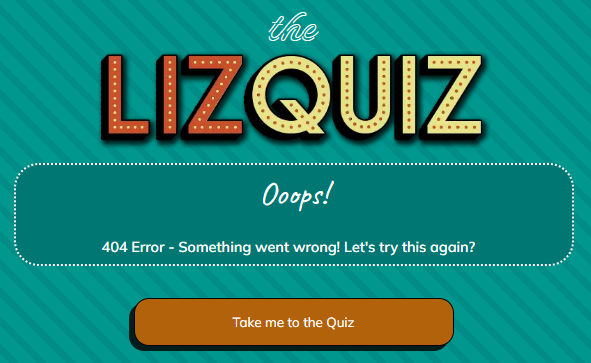 the
LIZQUIZ
Ooops!
404 Error - Something went wrong! Let's try this again?
Take me to the Quiz